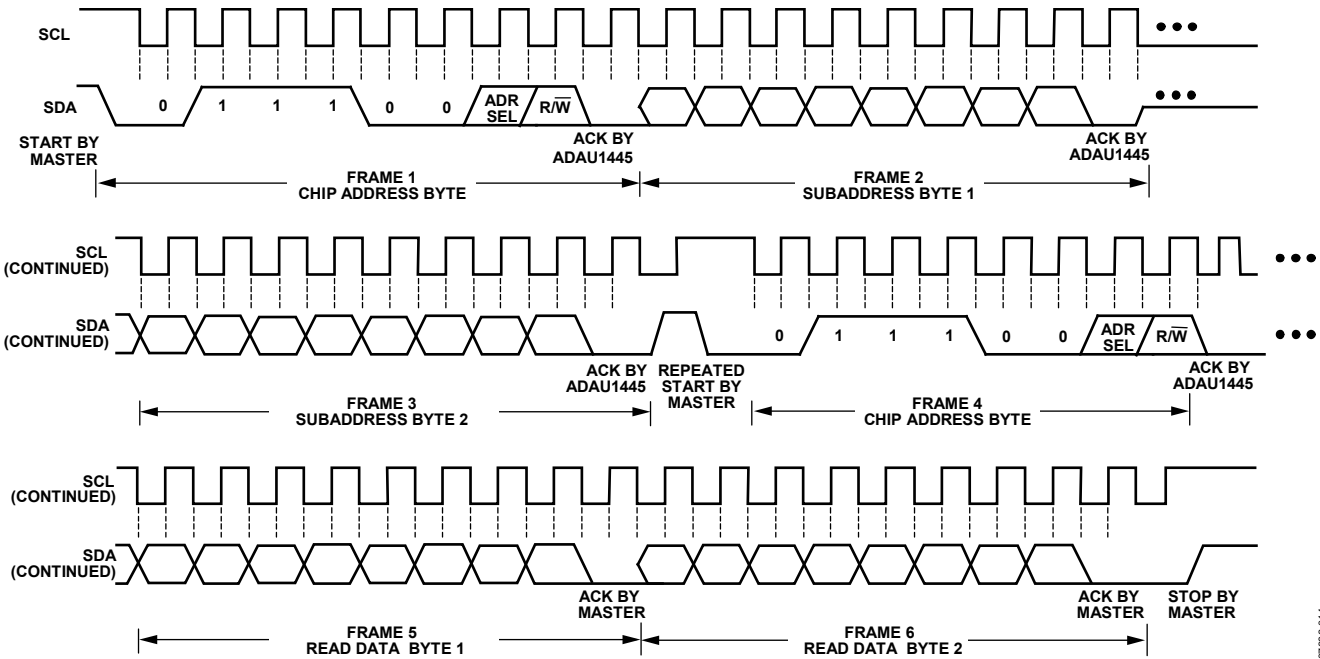 SCL
SDA
0 1 1 1 0 0 ADR SEL R/W̅
START BY MASTER
ACK BY ADAU1445
ACK BY ADAU1445
FRAME 1
CHIP ADDRESS BYTE
FRAME 2
SUBADDRESS BYTE 1
SCL
(CONTINUED)
SDA
(CONTINUED)
0 1 1 1 0 0 ADR SEL R/W̅
ACK BY ADAU1445
REPEATED START BY MASTER
ACK BY ADAU1445
FRAME 3
SUBADDRESS BYTE 2
FRAME 4
CHIP ADDRESS BYTE
SCL
(CONTINUED)
SDA
(CONTINUED)
ACK BY MASTER
ACK BY MASTER
STOP BY MASTER
FRAME 5
READ DATA BYTE 1
FRAME 6
READ DATA BYTE 2